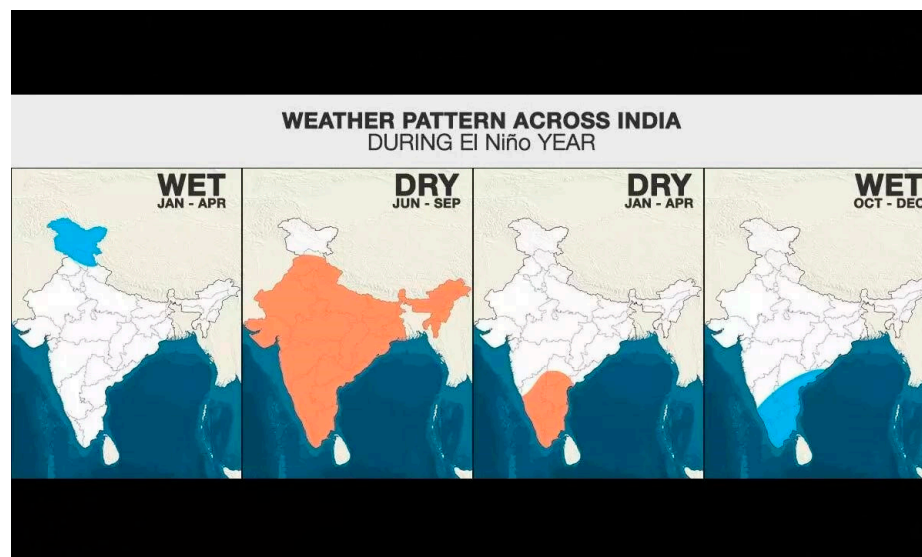 WEATHER PATTERN ACROSS INDIA
DURING El Niño YEAR
WET
JAN - APR
DRY
JUN - SEP
DRY
JAN - APR
WET
OCT - DEC